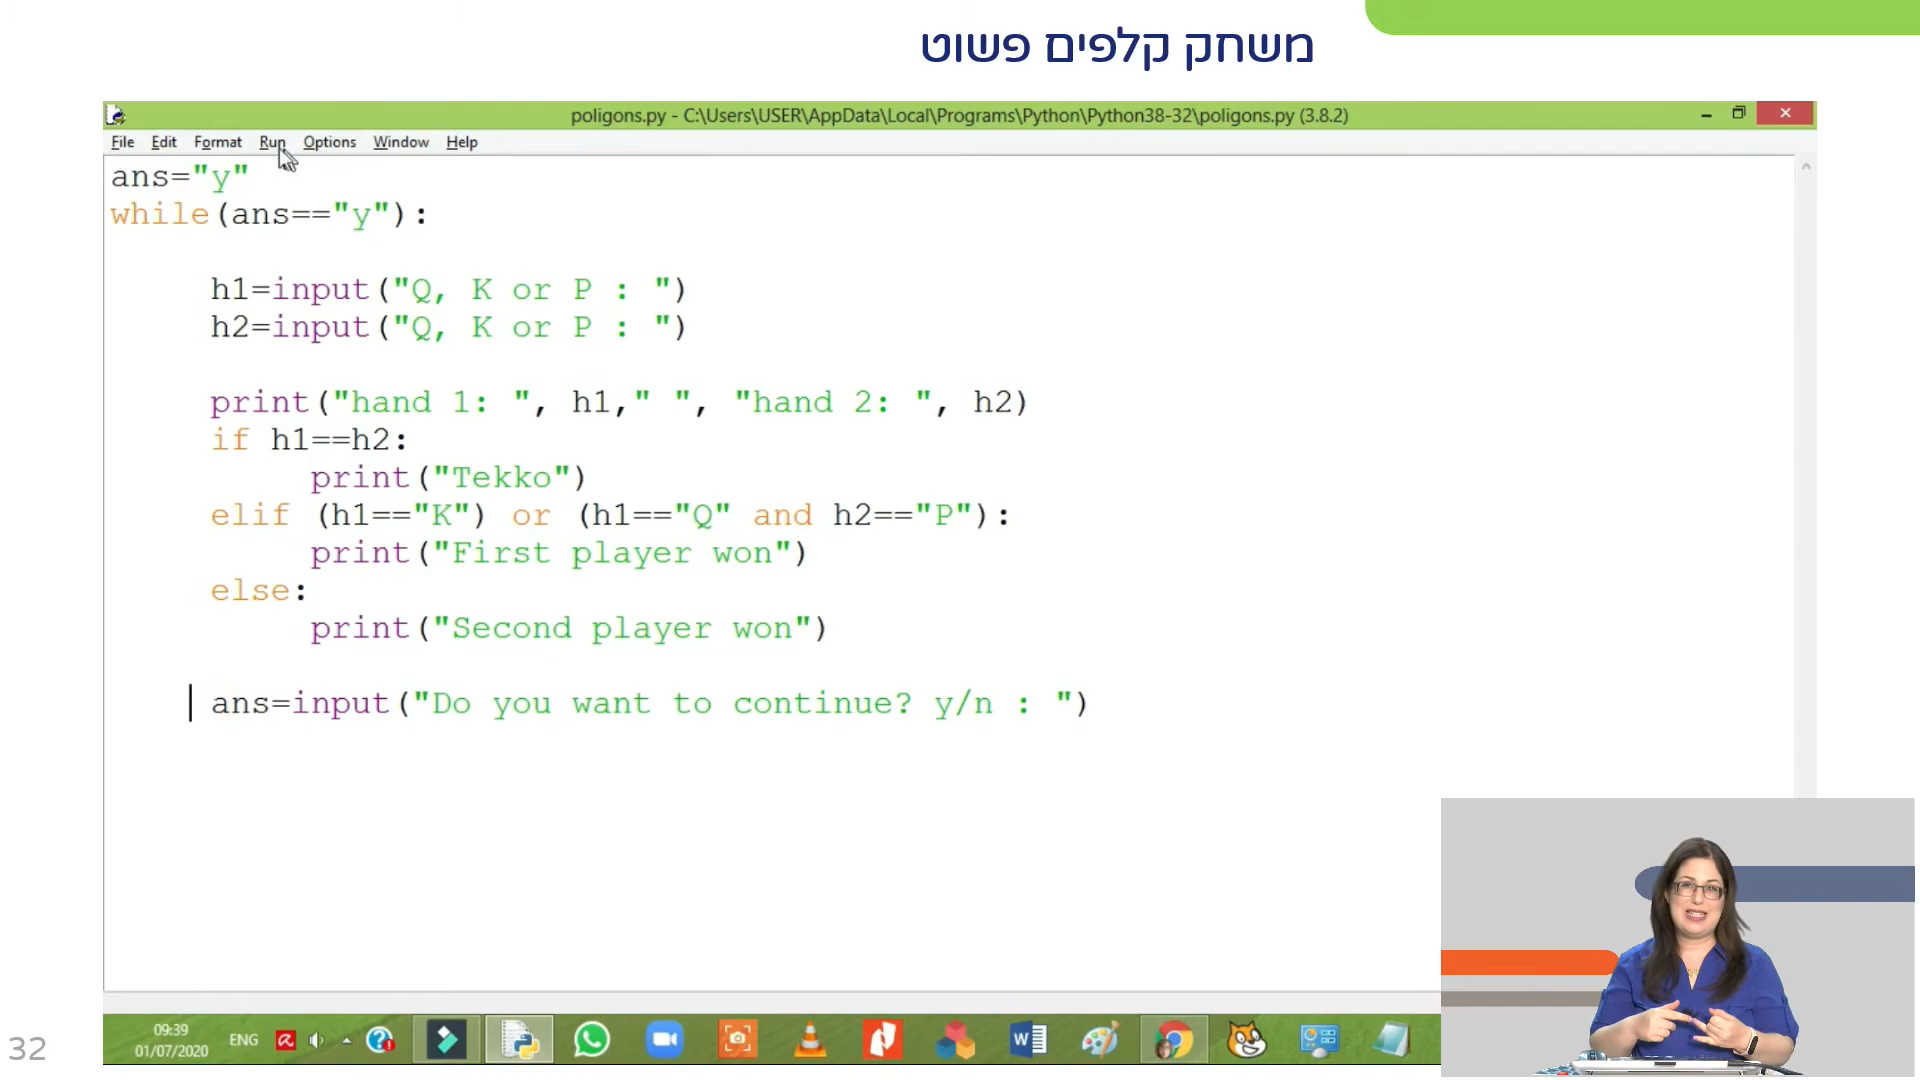 משחק קלפים פשוט
poligons.py - C:\Users\USER\AppData\Local\Programs\Python\Python38-32\poligons.py (3.8.2)
File Edit Format Run Options Window Help
ans="y"
while(ans=="y"):
h1=input("Q, K or P : ")
h2=input("Q, K or P : ")
print("hand 1: ", h1," ", "hand 2: ", h2)
if h1==h2:
print("Tekko")
elif (h1=="K") or (h1=="Q" and h2=="P"):
print("First player won")
else:
print("Second player won")
ans=input("Do you want to continue? y/n : ")
09:39
01/07/2020
ENG
32